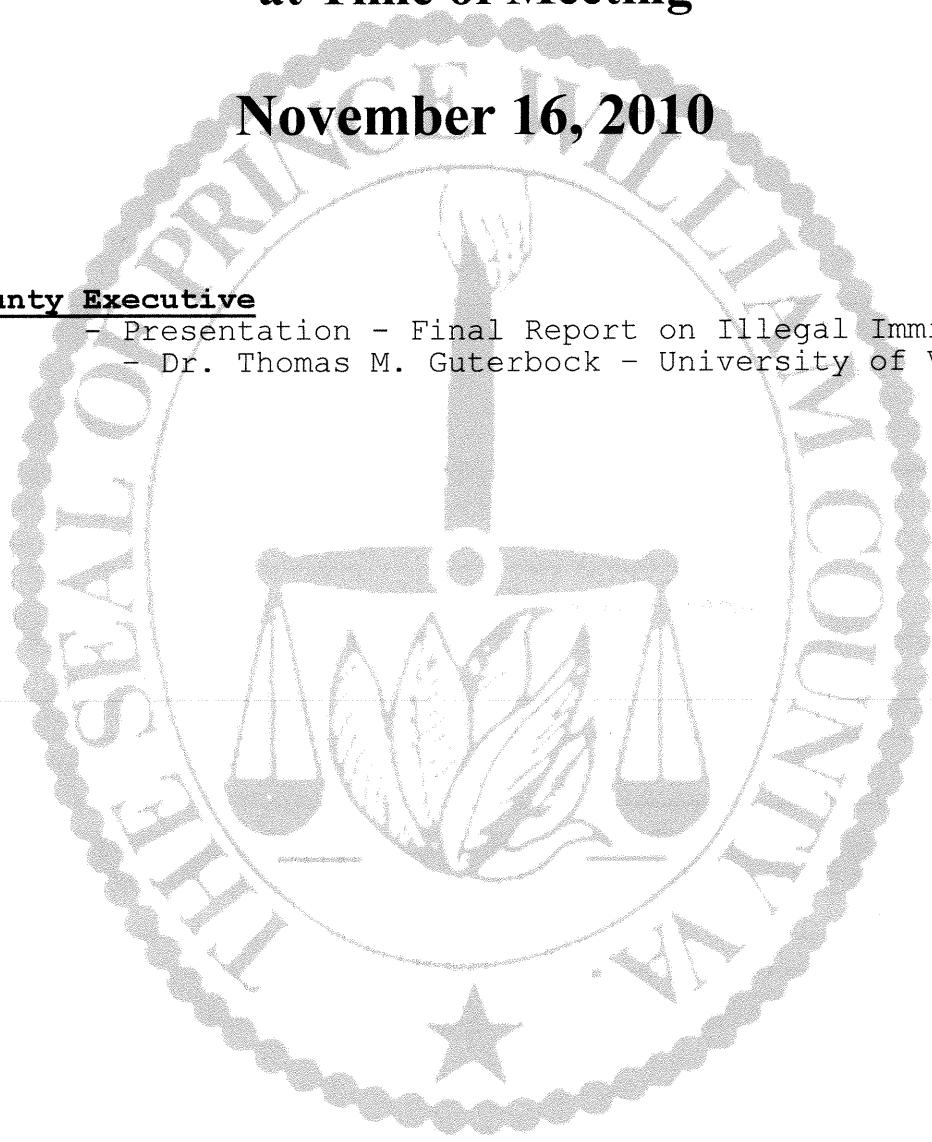 at Time of Meeting
November 16, 2010
unty Executive
- Presentation - Final Report on Illegal Immi
- Dr. Thomas M. Guterbock - University of V
THE SEAL OF PRINCE WILLIAM COUNTY VA.